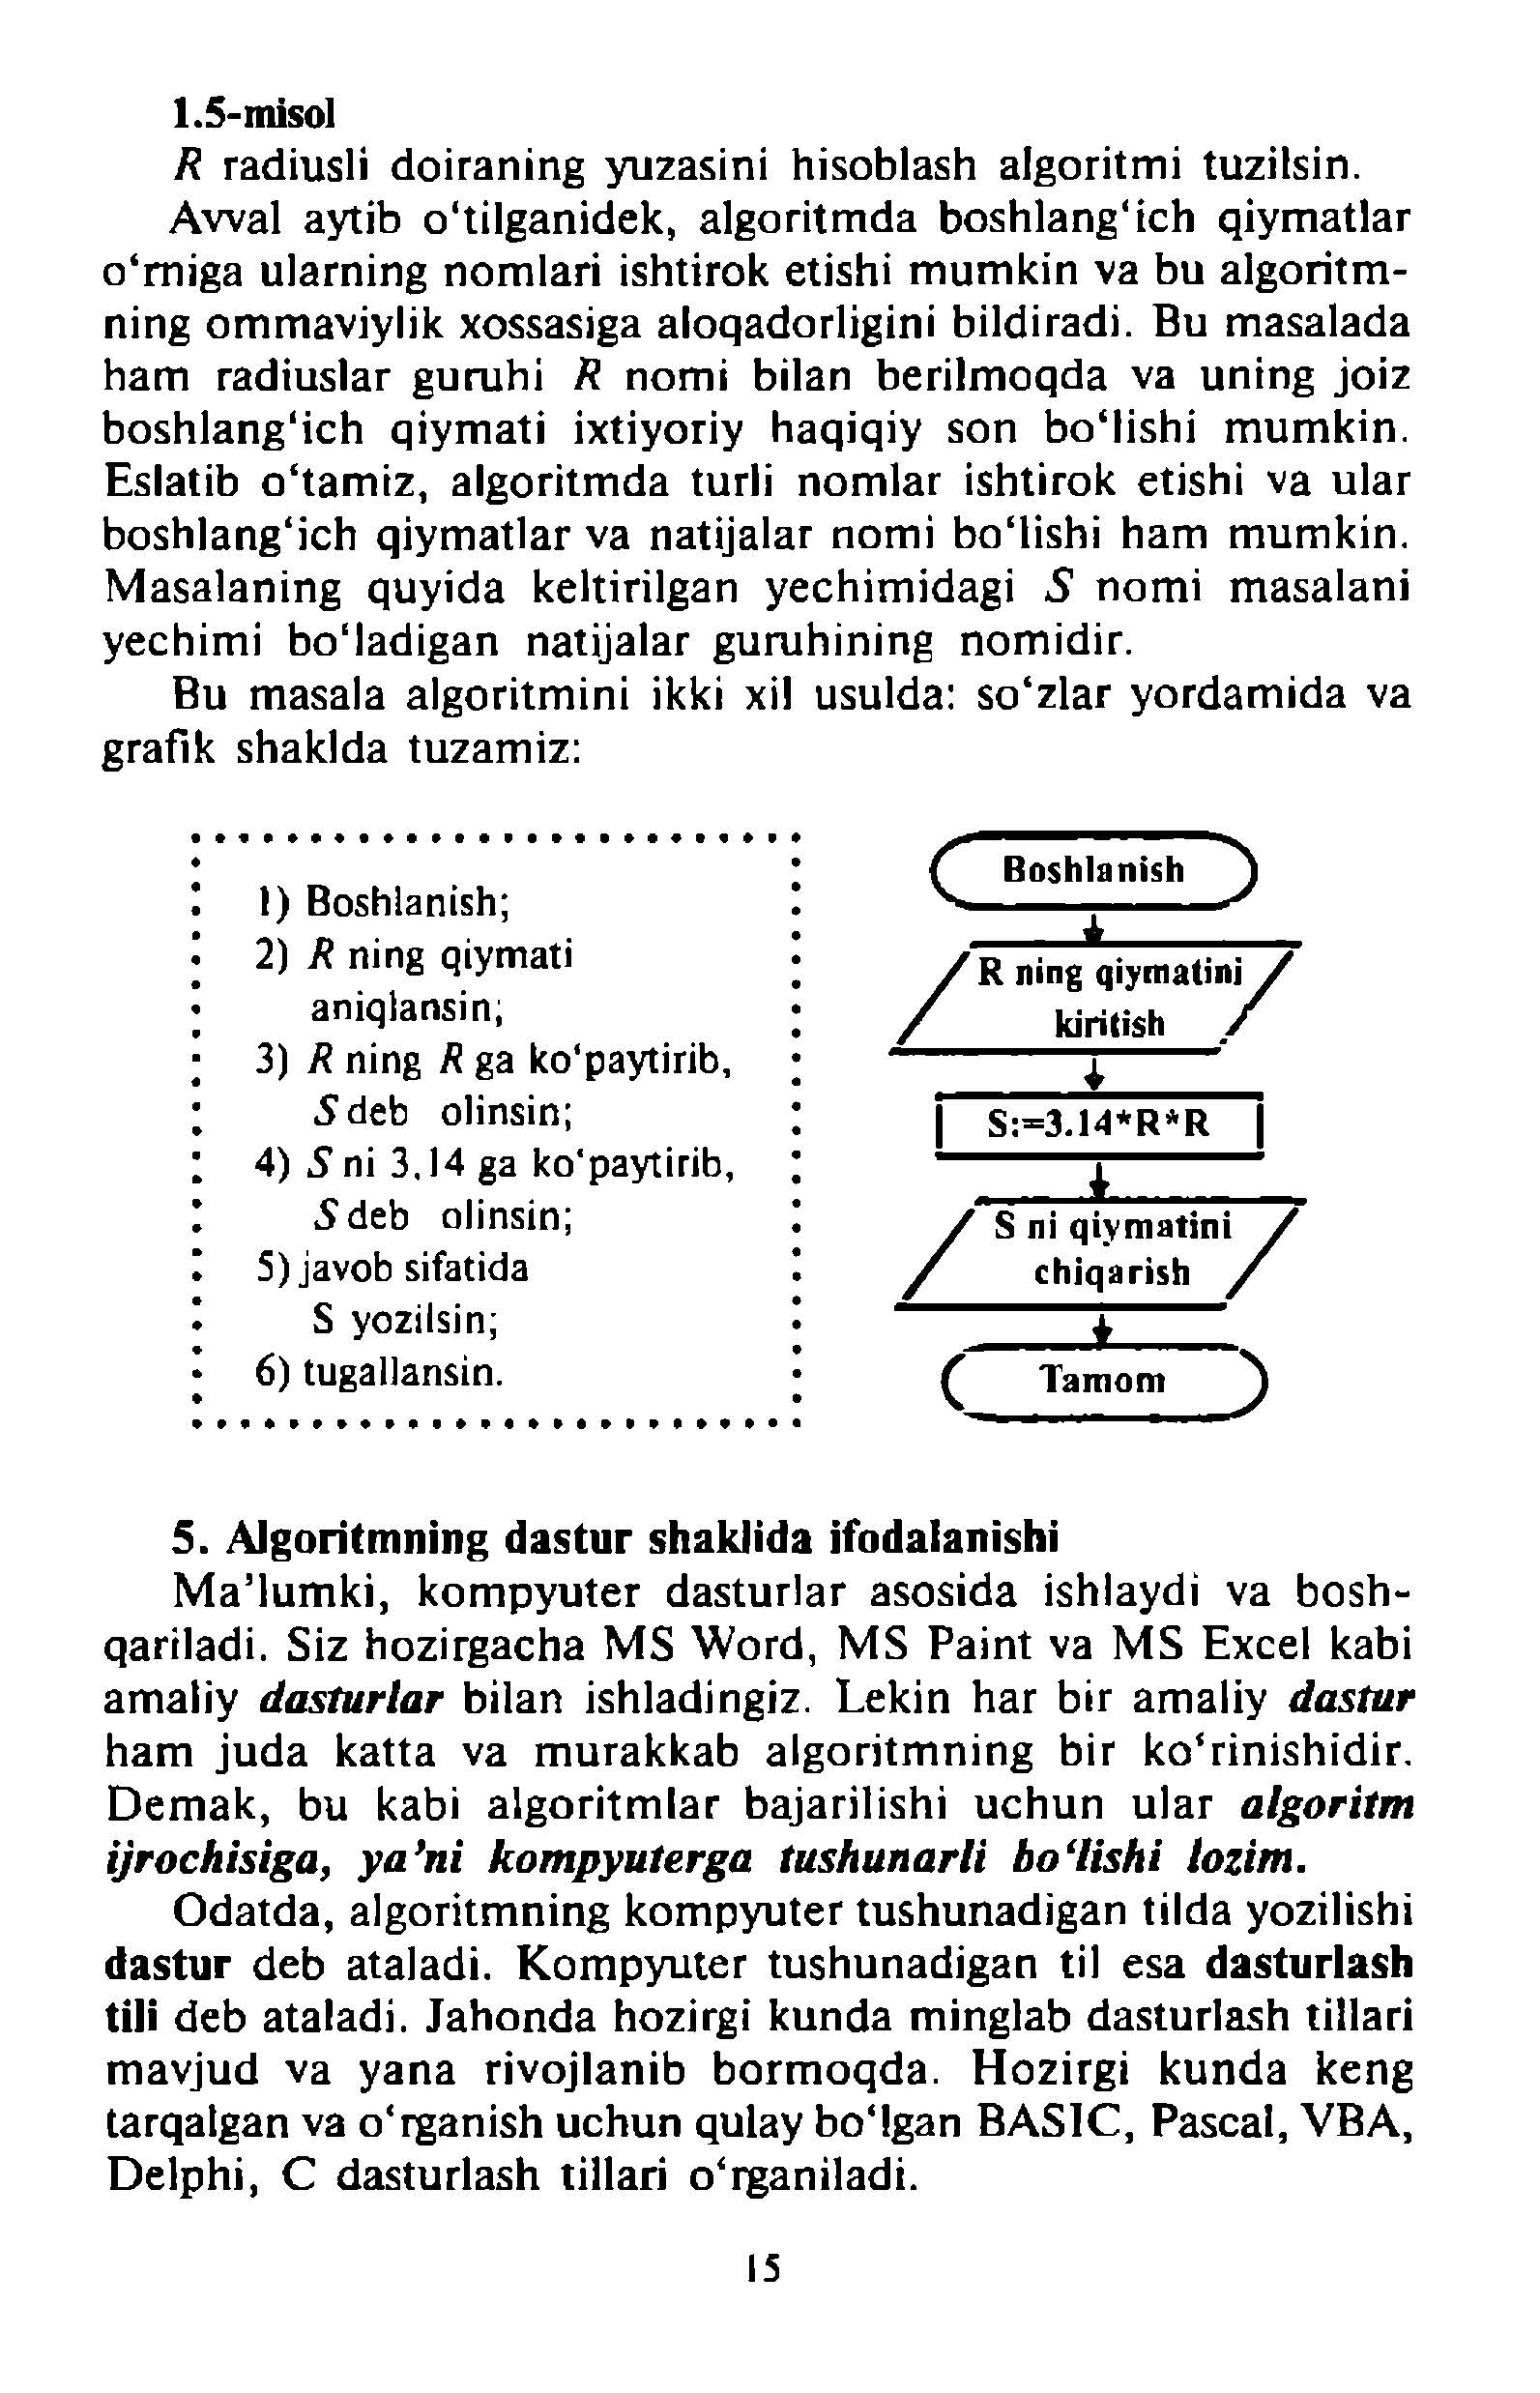 1.5-misol
R radiusli doiraning yuzasini hisoblash algoritmi tuzilsin.
Avval aytib o‘tilganidek, algoritmda boshlang‘ich qiymatlar
o‘rniga ularning nomlari ishtirok etishi mumkin va bu algoritm-
ning ommaviylik xossasiga aloqadorligini bildiradi. Bu masalada
ham radiuslar guruhi R nomi bilan berilmoqda va uning joiz
boshlang‘ich qiymati ixtiyoriy haqiqiy son bo‘lishi mumkin.
Eslatib o‘tamiz, algoritmda turli nomlar ishtirok etishi va ular
boshlang‘ich qiymatlar va natijalar nomi bo‘lishi ham mumkin.
Masalaning quyida keltirilgan yechimidagi S nomi masalani
yechimi bo‘ladigan natijalar guruhining nomidir.
Bu masala algoritmini ikki xil usulda: so‘zlar yordamida va
grafik shaklda tuzamiz:
1) Boshlanish;
2) R ning qiymati
aniqlansin;
3) R ning R ga ko‘paytirib,
S deb olinsin;
4) S ni 3,14 ga ko‘paytirib,
S deb olinsin;
5) javob sifatida
S yozilsin;
6) tugallansin.
Boshlanish
R ning qiymatini
kiritish
S:=3.14*R*R
S ni qiymatini
chiqarish
Tamom
5. Algoritmning dastur shaklida ifodalanishi
Ma’lumki, kompyuter dasturlar asosida ishlaydi va bosh-
qariladi. Siz hozirgacha MS Word, MS Paint va MS Excel kabi
amaliy dasturlar bilan ishladingiz. Lekin har bir amaliy dastur
ham juda katta va murakkab algoritmning bir ko‘rinishidir.
Demak, bu kabi algoritmlar bajarilishi uchun ular algoritm
ijrochisiga, ya’ni kompyuterga tushunarli bo‘lishi lozim.
Odatda, algoritmning kompyuter tushunadigan tilda yozilishi
dastur deb ataladi. Kompyuter tushunadigan til esa dasturlash
tili deb ataladi. Jahonda hozirgi kunda minglab dasturlash tillari
mavjud va yana rivojlanib bormoqda. Hozirgi kunda keng
tarqalgan va o‘rganish uchun qulay bo‘lgan BASIC, Pascal, VBA,
Delphi, C dasturlash tillari o‘rganiladi.
15